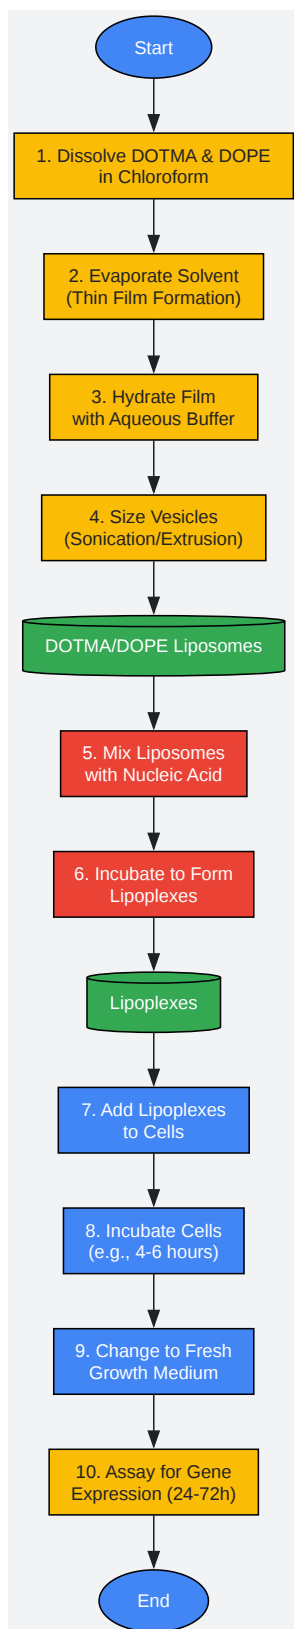 Start
1. Dissolve DOTMA & DOPE
in Chloroform
2. Evaporate Solvent
(Thin Film Formation)
3. Hydrate Film
with Aqueous Buffer
4. Size Vesicles
(Sonication/Extrusion)
DOTMA/DOPE Liposomes
5. Mix Liposomes
with Nucleic Acid
6. Incubate to Form
Lipoplexes
Lipoplexes
7. Add Lipoplexes
to Cells
8. Incubate Cells
(e.g., 4-6 hours)
9. Change to Fresh
Growth Medium
10. Assay for Gene
Expression (24-72h)
End